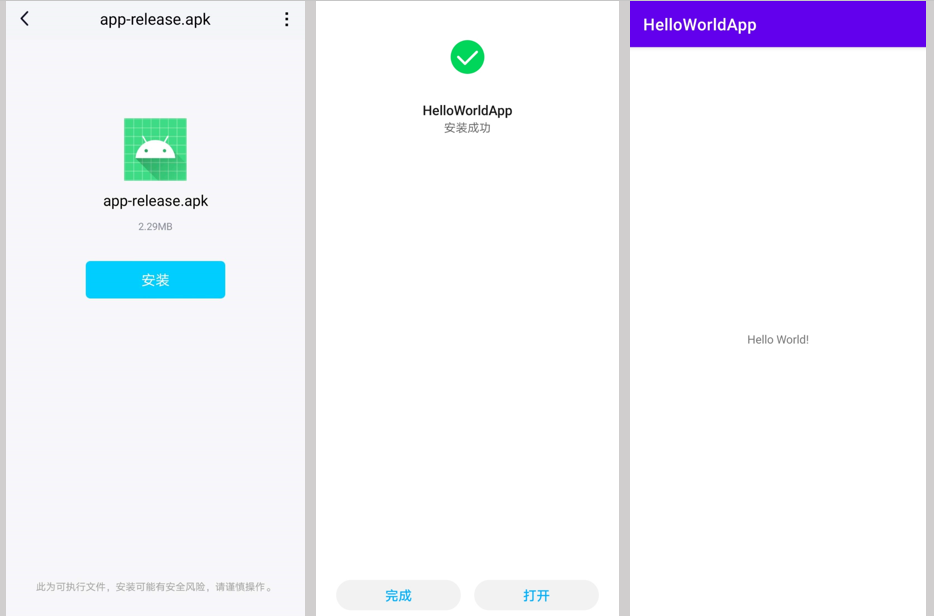 app-release.apk
app-release.apk
2.29MB
安装
此为可执行文件，安装可能有安全风险，请谨慎操作。
HelloWorldApp
安装成功
完成
打开
HelloWorldApp
Hello World!